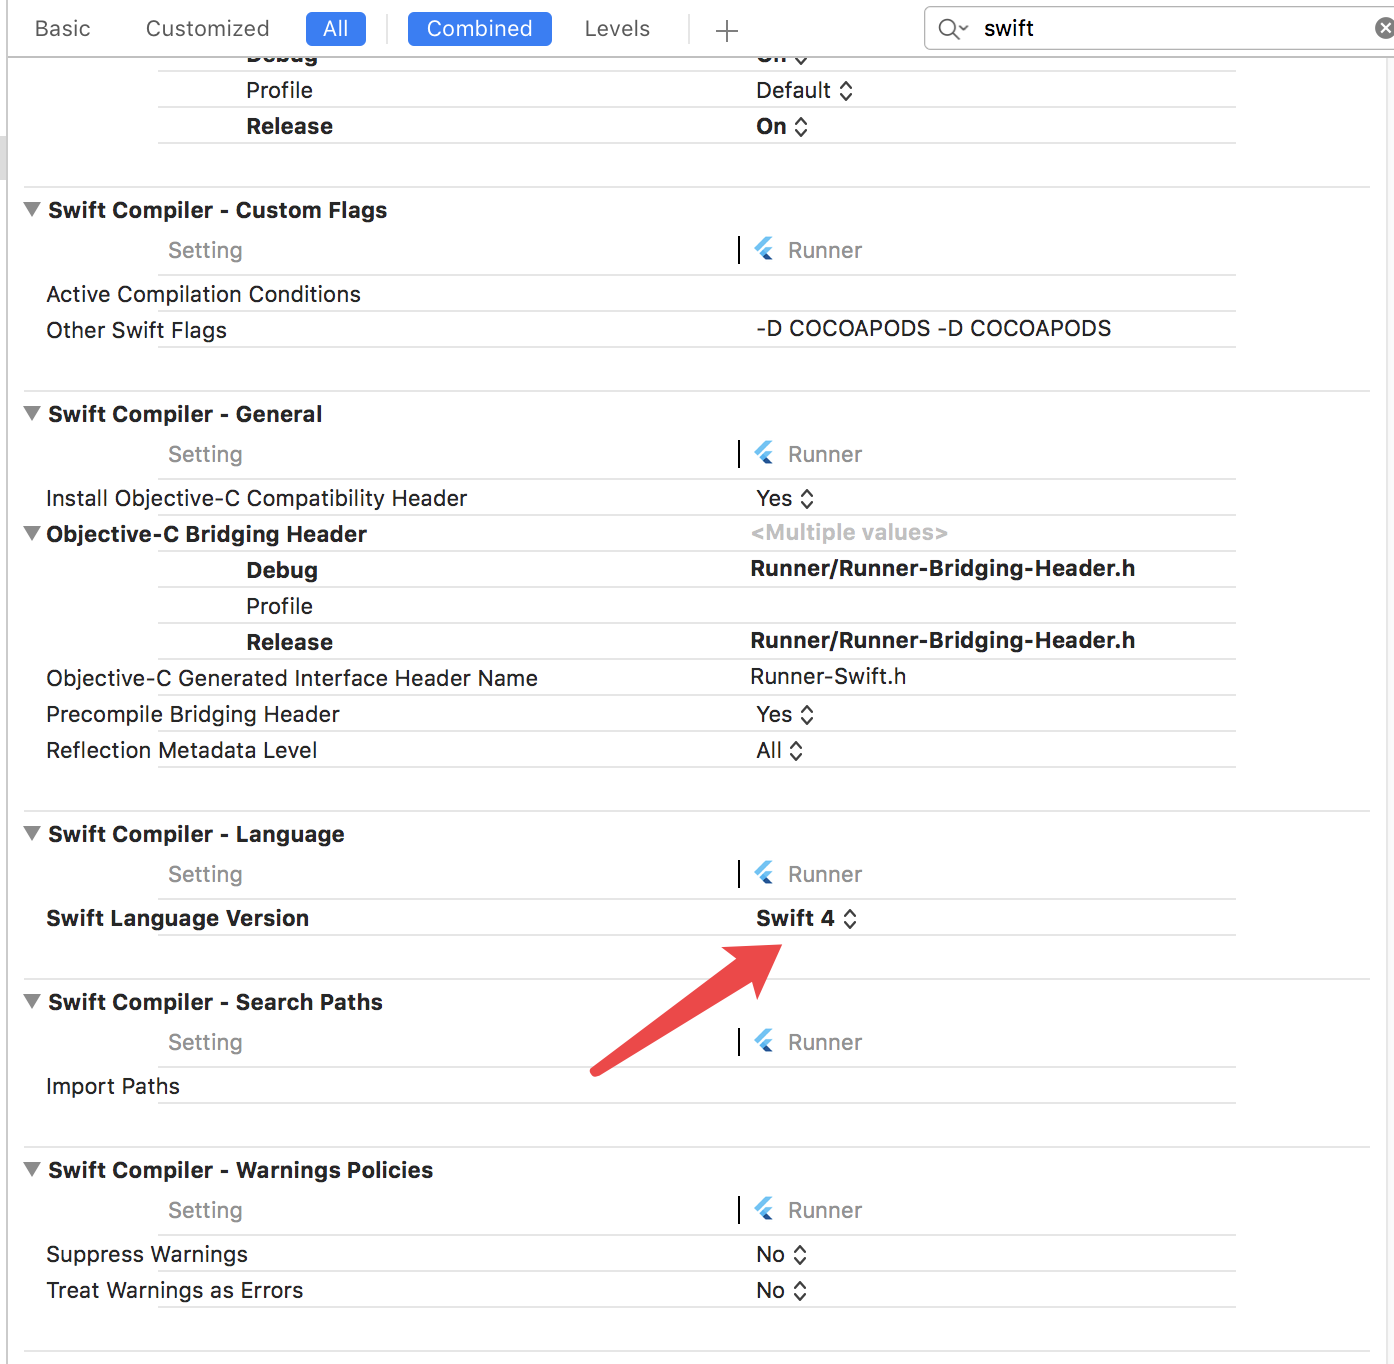 Basic Customized All Combined Levels + swift
Debug On
Profile Default
Release On
Swift Compiler - Custom Flags
Setting Runner
Active Compilation Conditions
Other Swift Flags -D COCOAPODS -D COCOAPODS
Swift Compiler - General
Setting Runner
Install Objective-C Compatibility Header Yes
Objective-C Bridging Header <Multiple values>
Debug Runner/Runner-Bridging-Header.h
Profile
Release Runner/Runner-Bridging-Header.h
Objective-C Generated Interface Header Name Runner-Swift.h
Precompile Bridging Header Yes
Reflection Metadata Level All
Swift Compiler - Language
Setting Runner
Swift Language Version Swift 4
Swift Compiler - Search Paths
Setting Runner
Import Paths
Swift Compiler - Warnings Policies
Setting Runner
Suppress Warnings No
Treat Warnings as Errors No